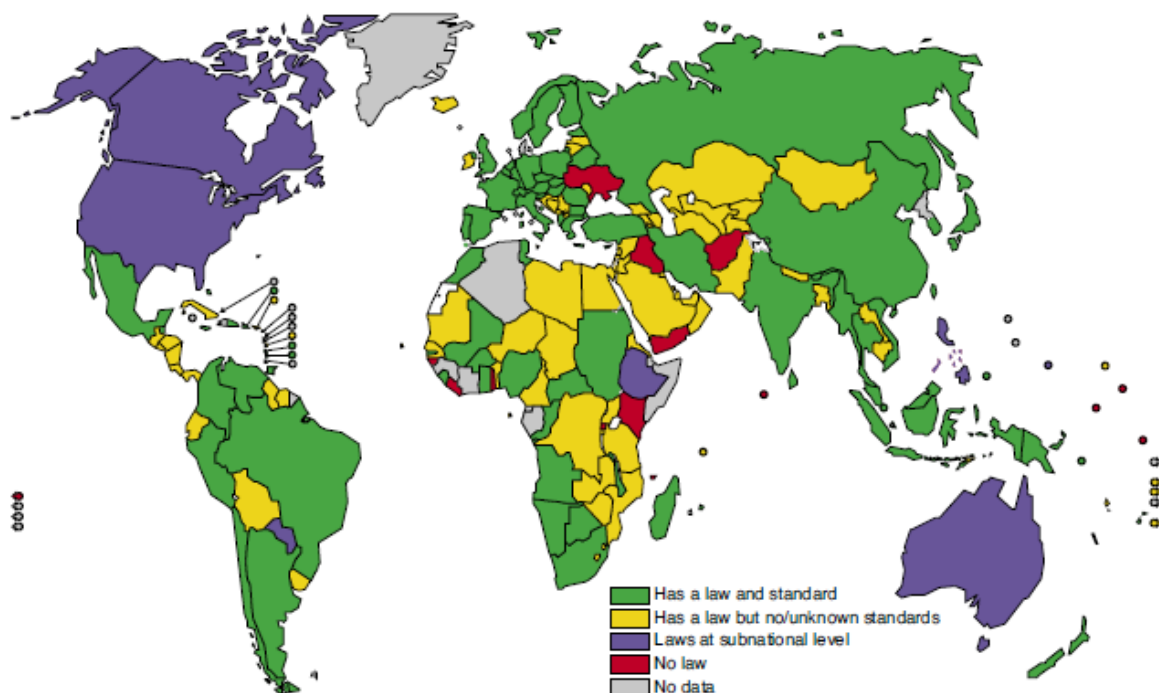 Has a law and standard
Has a law but no/unknown standards
Laws at subnational level
No law
No data